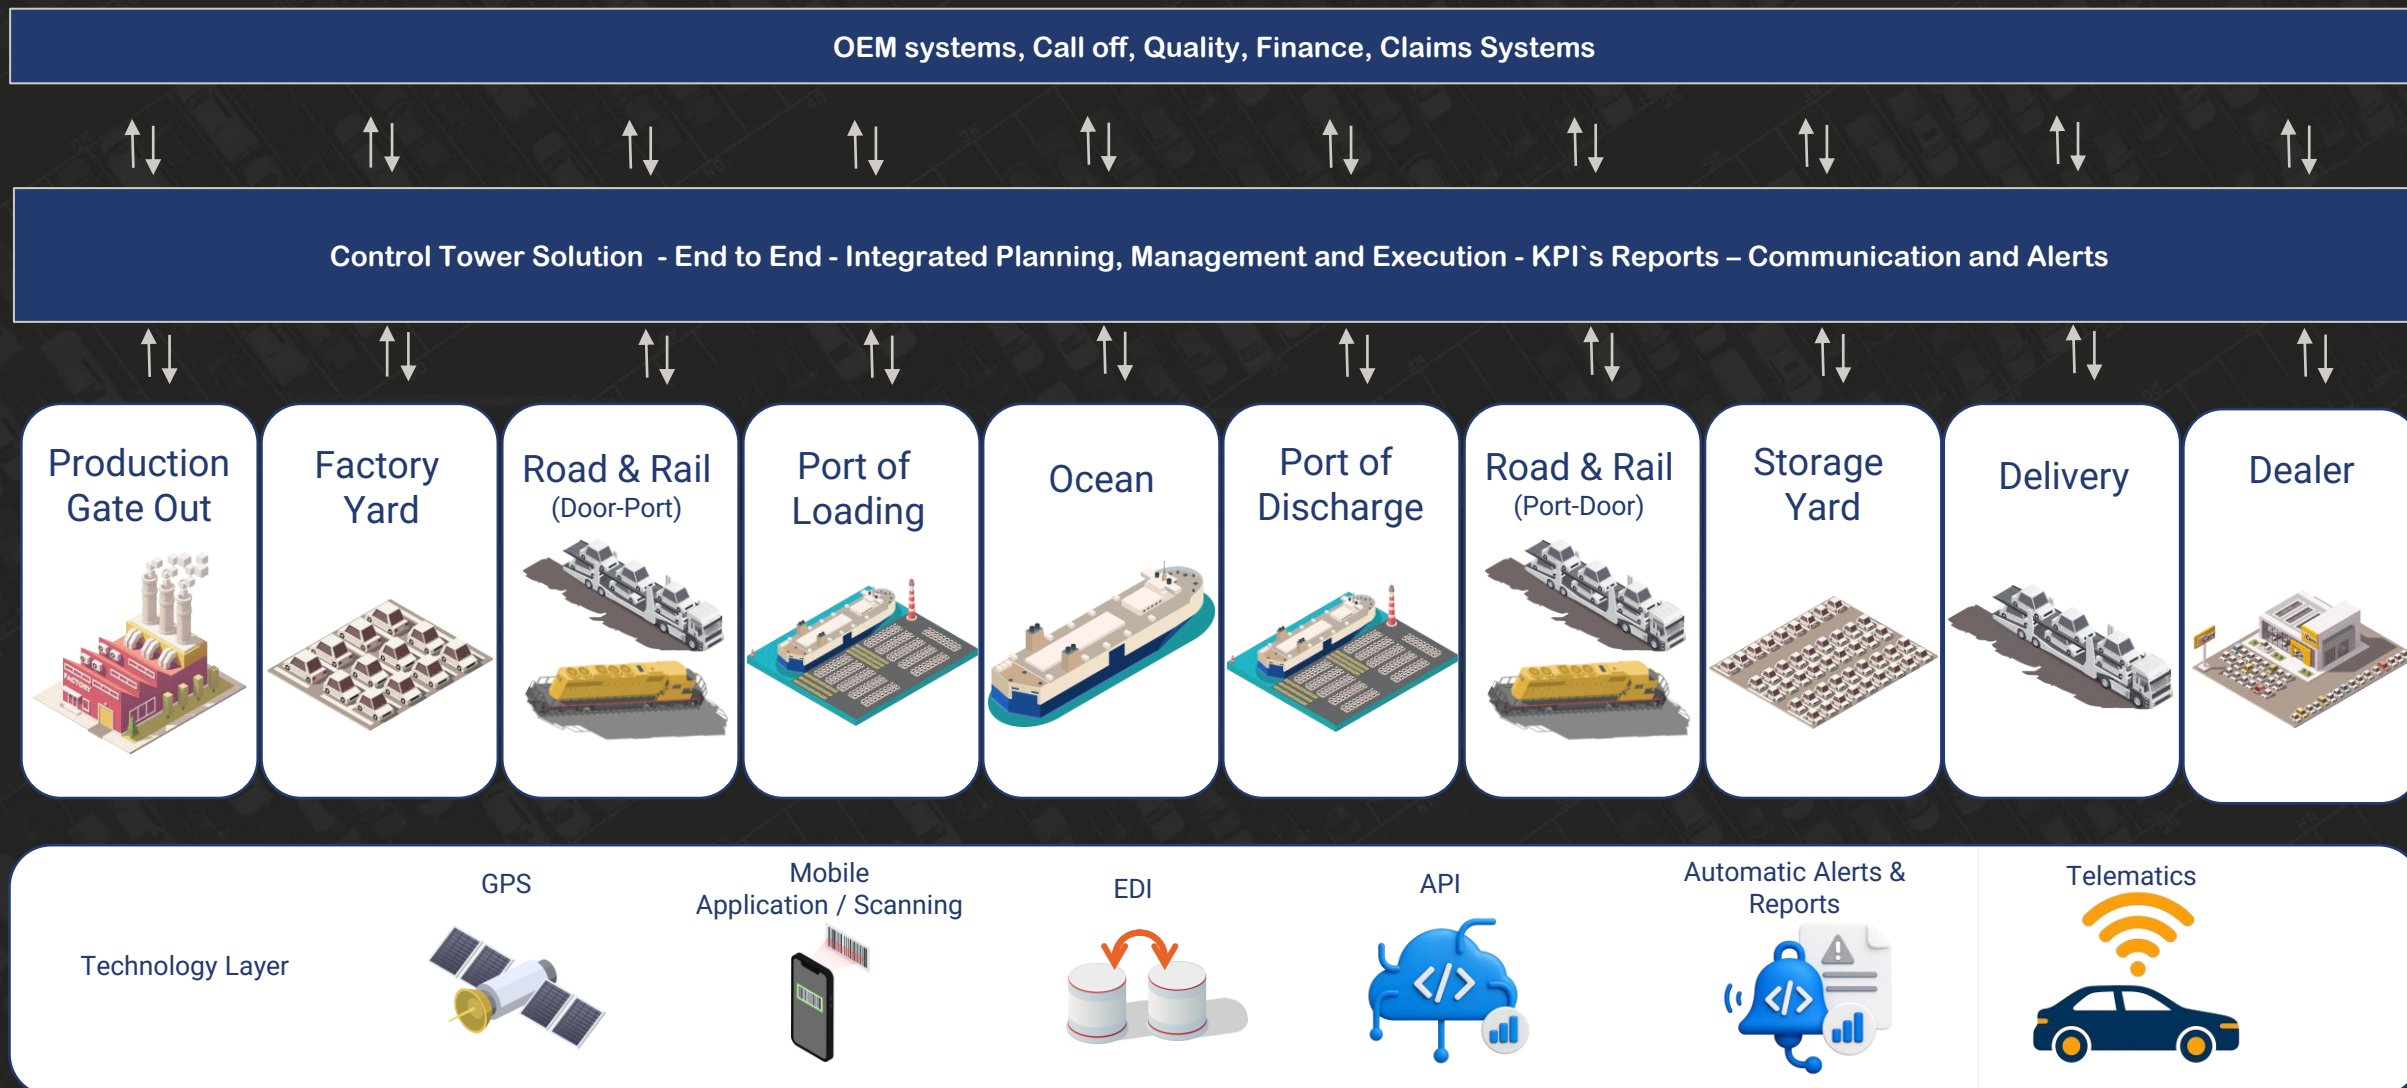 OEM systems, Call off, Quality, Finance, Claims Systems
Control Tower Solution - End to End - Integrated Planning, Management and Execution - KPI`s Reports – Communication and Alerts
Production
Gate Out
FACTORY
Factory
Yard
Road & Rail
(Door-Port)
Port of
Loading
Ocean
Port of
Discharge
Road & Rail
(Port-Door)
Storage
Yard
Delivery
Dealer
Technology Layer
GPS
Mobile
Application / Scanning
EDI
API
</>
Automatic Alerts &
Reports
</>
Telematics